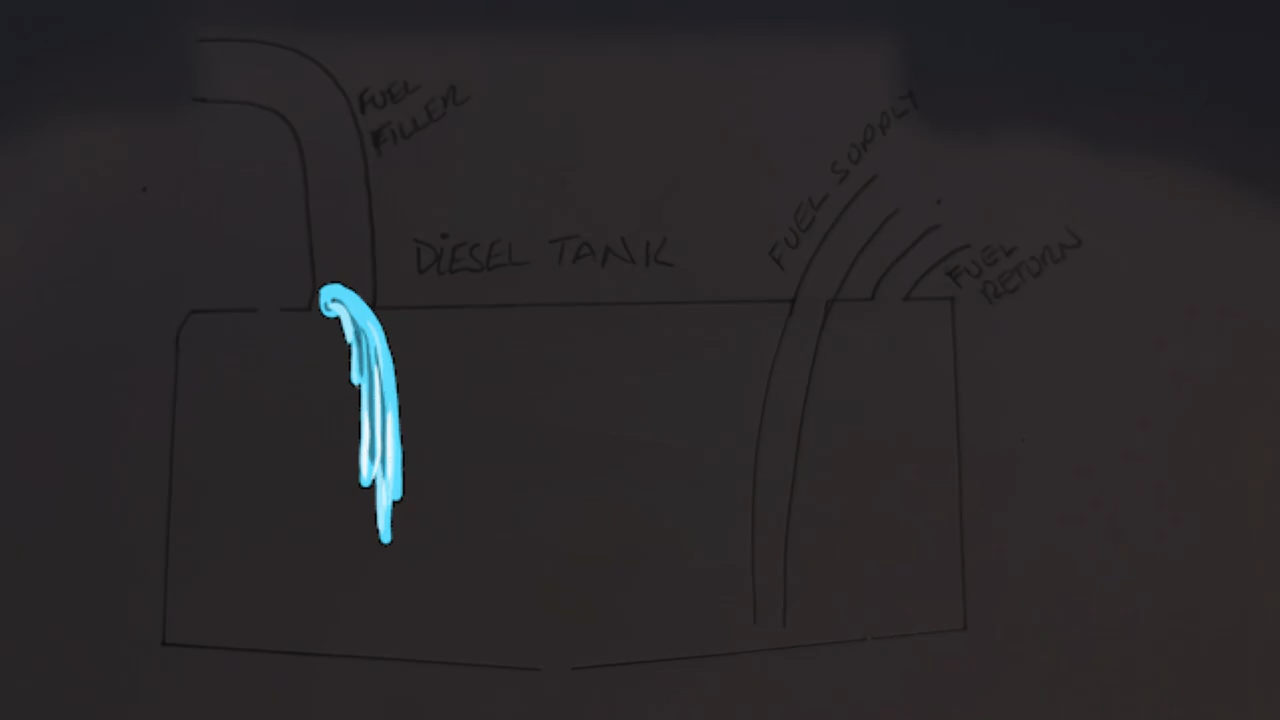 FUEL
FILLER
FUEL SUPPLY
DIESEL TANK
FUEL
RETURN